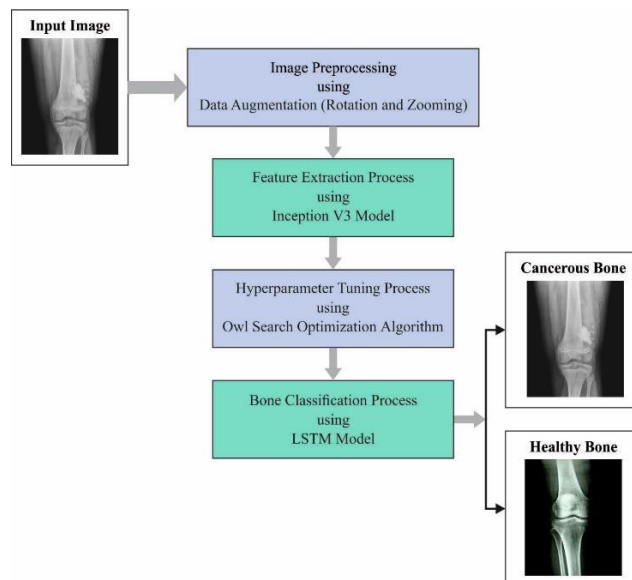 Input Image
Image Preprocessing
using
Data Augmentation (Rotation and Zooming)
Feature Extraction Process
using
Inception V3 Model
Hyperparameter Tuning Process
using
Owl Search Optimization Algorithm
Bone Classification Process
using
LSTM Model
Cancerous Bone
Healthy Bone